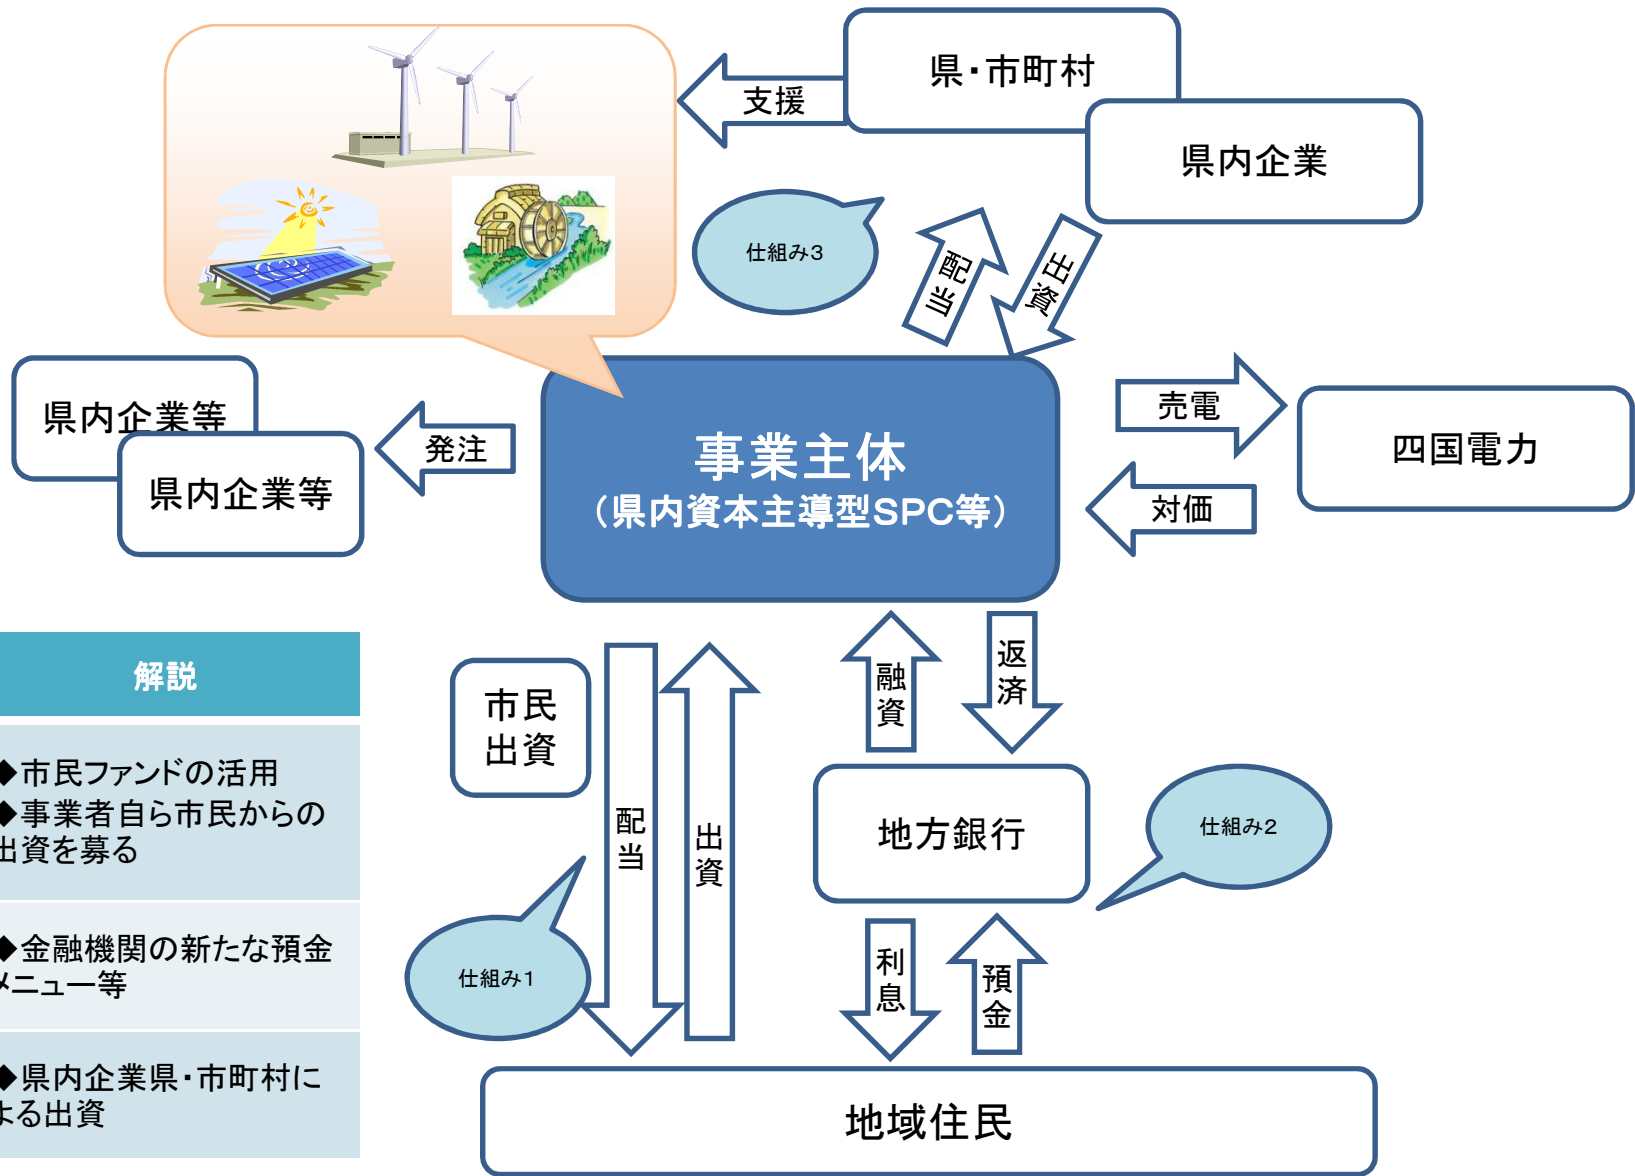 県・市町村
支援
県内企業
仕組み3
配当
出資
県内企業等
県内企業等
発注
事業主体
（県内資本主導型SPC等）
売電
対価
四国電力
解説
◆市民ファンドの活用
◆事業者自ら市民からの
出資を募る
◆金融機関の新たな預金
メニュー等
◆県内企業県・市町村に
よる出資
市民
出資
配当
出資
仕組み1
融資
返済
地方銀行
仕組み2
利息
預金
地域住民